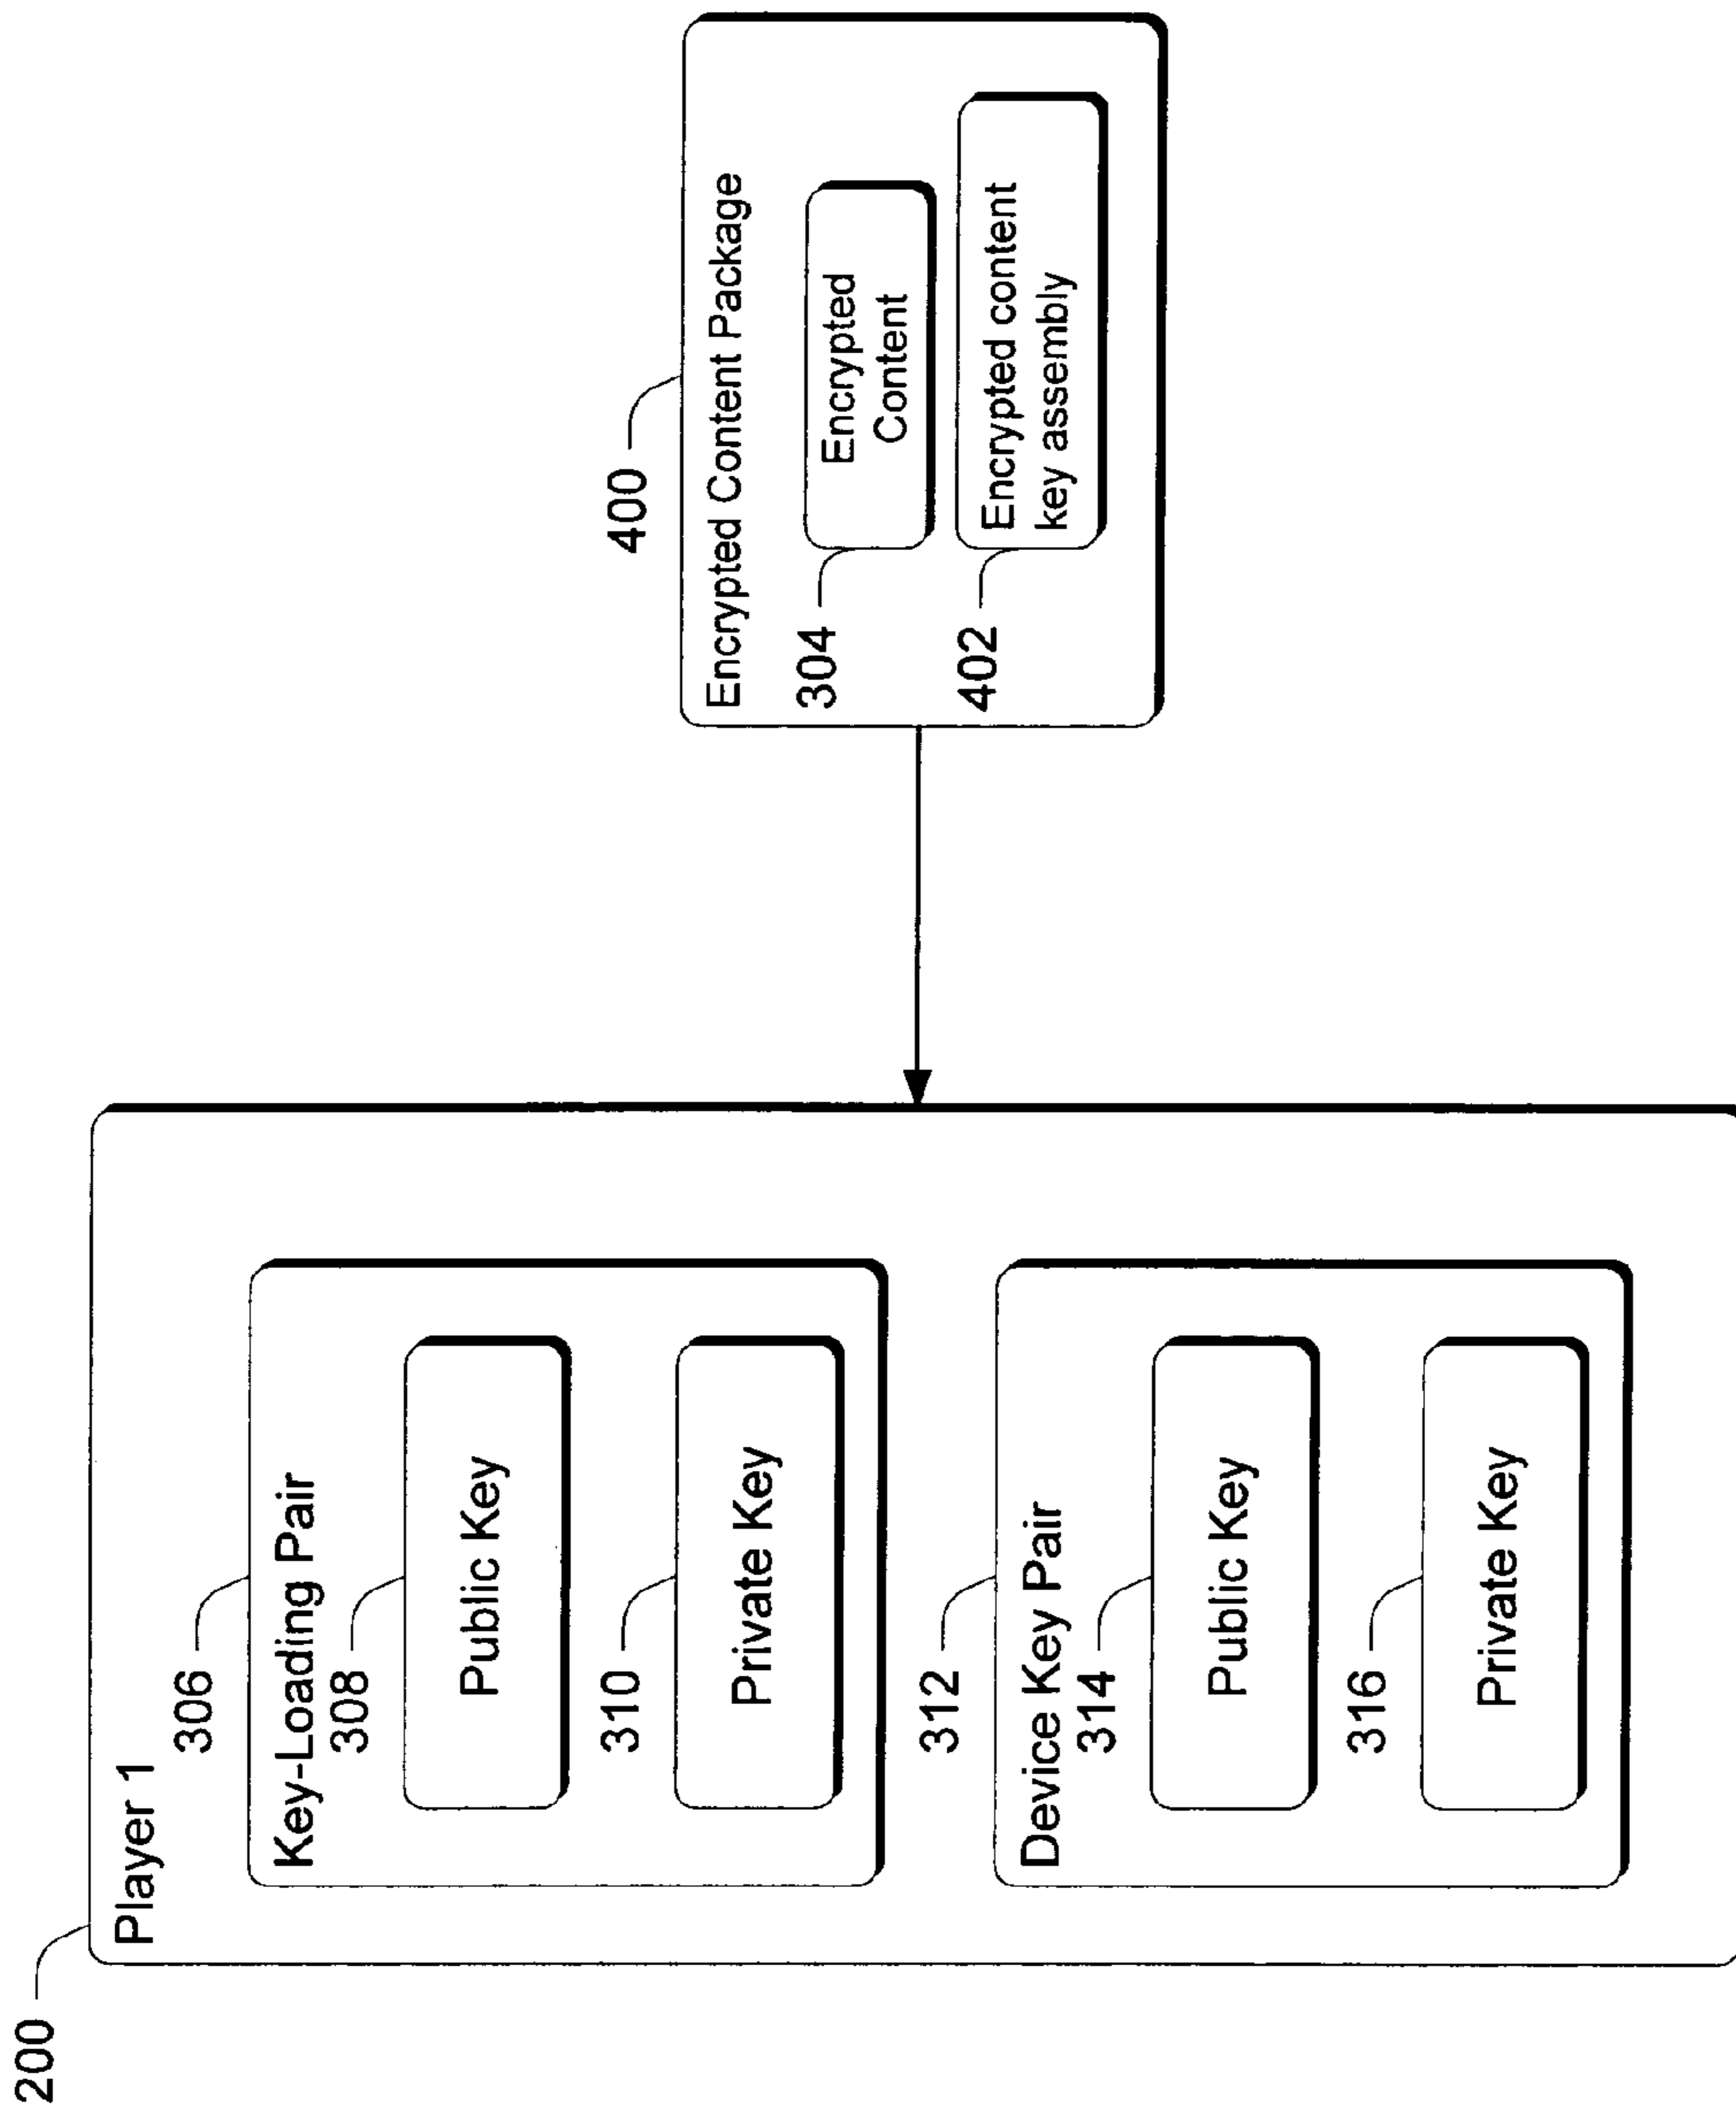 200
Player 1
306
Key-Loading Pair
308
Public Key
310
Private Key
312
Device Key Pair
314
Public Key
316
Private Key
400
Encrypted Content Package
304
Encrypted
Content
402
Encrypted content
key assembly